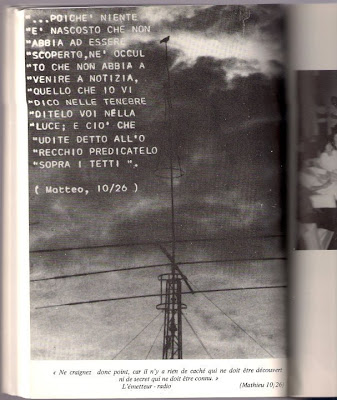 "...POICHE' NIENTE
"E' NASCOSTO CHE NON
"ABBIA AD ESSERE
"SCOPERTO,NE' OCCUL
"TO CHE NON ABBIA A
"VENIRE A NOTIZIA,
"QUELLO CHE IO VI
"DICO NELLE TENEBRE
"DITELO VOI NELLA
"LUCE; E CIO' CHE
"UDITE DETTO ALL'O
"RECCHIO PREDICATELO
"SOPRA I TETTI ".
( Matteo, 10/26 )
« Ne craignez donc point, car il n'y a rien de caché qui ne doit être découvert
ni de secret qui ne doit être connu. »
L'émetteur - radio (Mathieu 10,26)